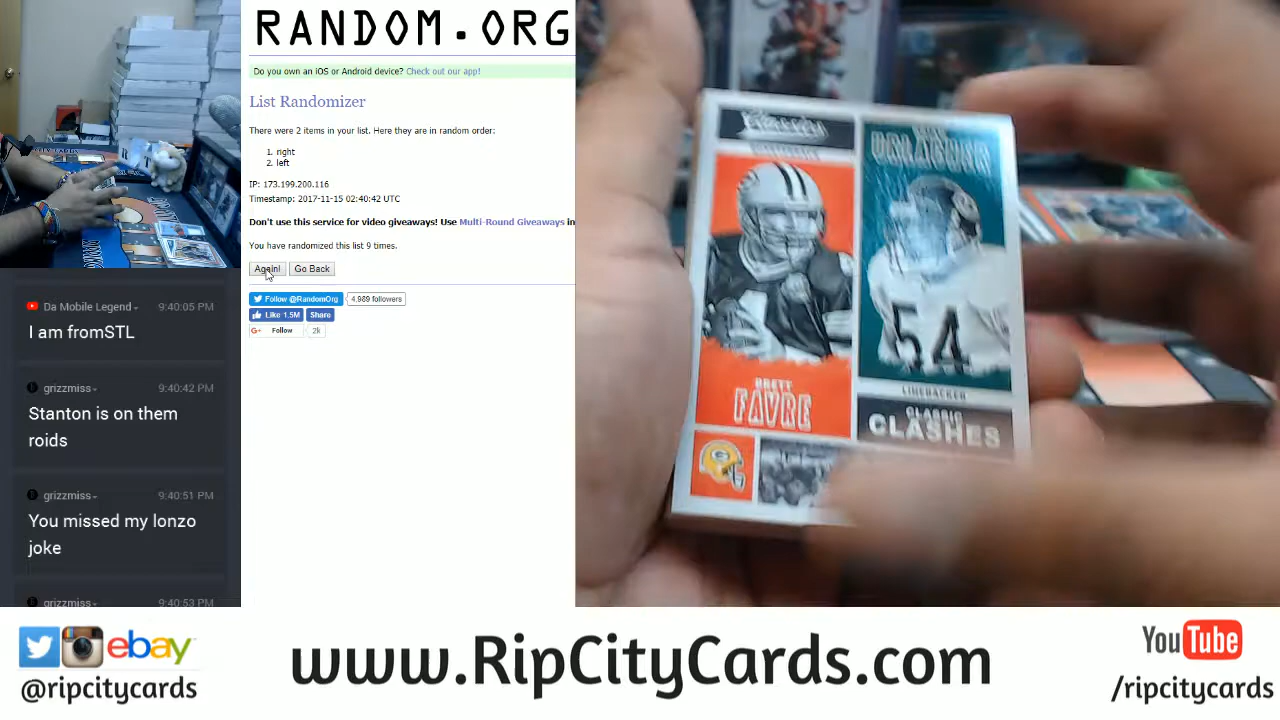 RANDOM.ORG
Do you own an iOS or Android device? Check out our app!
List Randomizer
There were 2 items in your list. Here they are in random order:
1. right
2. left
IP: 173.199.200.116
Timestamp: 2017-11-15 02:40:42 UTC
Don't use this service for video giveaways! Use Multi-Round Giveaways in
You have randomized this list 9 times.
Again! Go Back
Follow @RandomOrg 4,989 followers
Like 1.5M Share
G+ Follow 2k
Da Mobile Legend 9:40:05 PM
I am fromSTL
grizzmiss 9:40:42 PM
Stanton is on them
roids
grizzmiss 9:40:51 PM
You missed my lonzo
joke
grizzmiss 9:40:53 PM
BRETT
FAVRE
G
54
LINEBACKER
CLASSIC
CLASHES
ebay
@ripcitycards
www.RipCityCards.com
YouTube
/ripcitycards